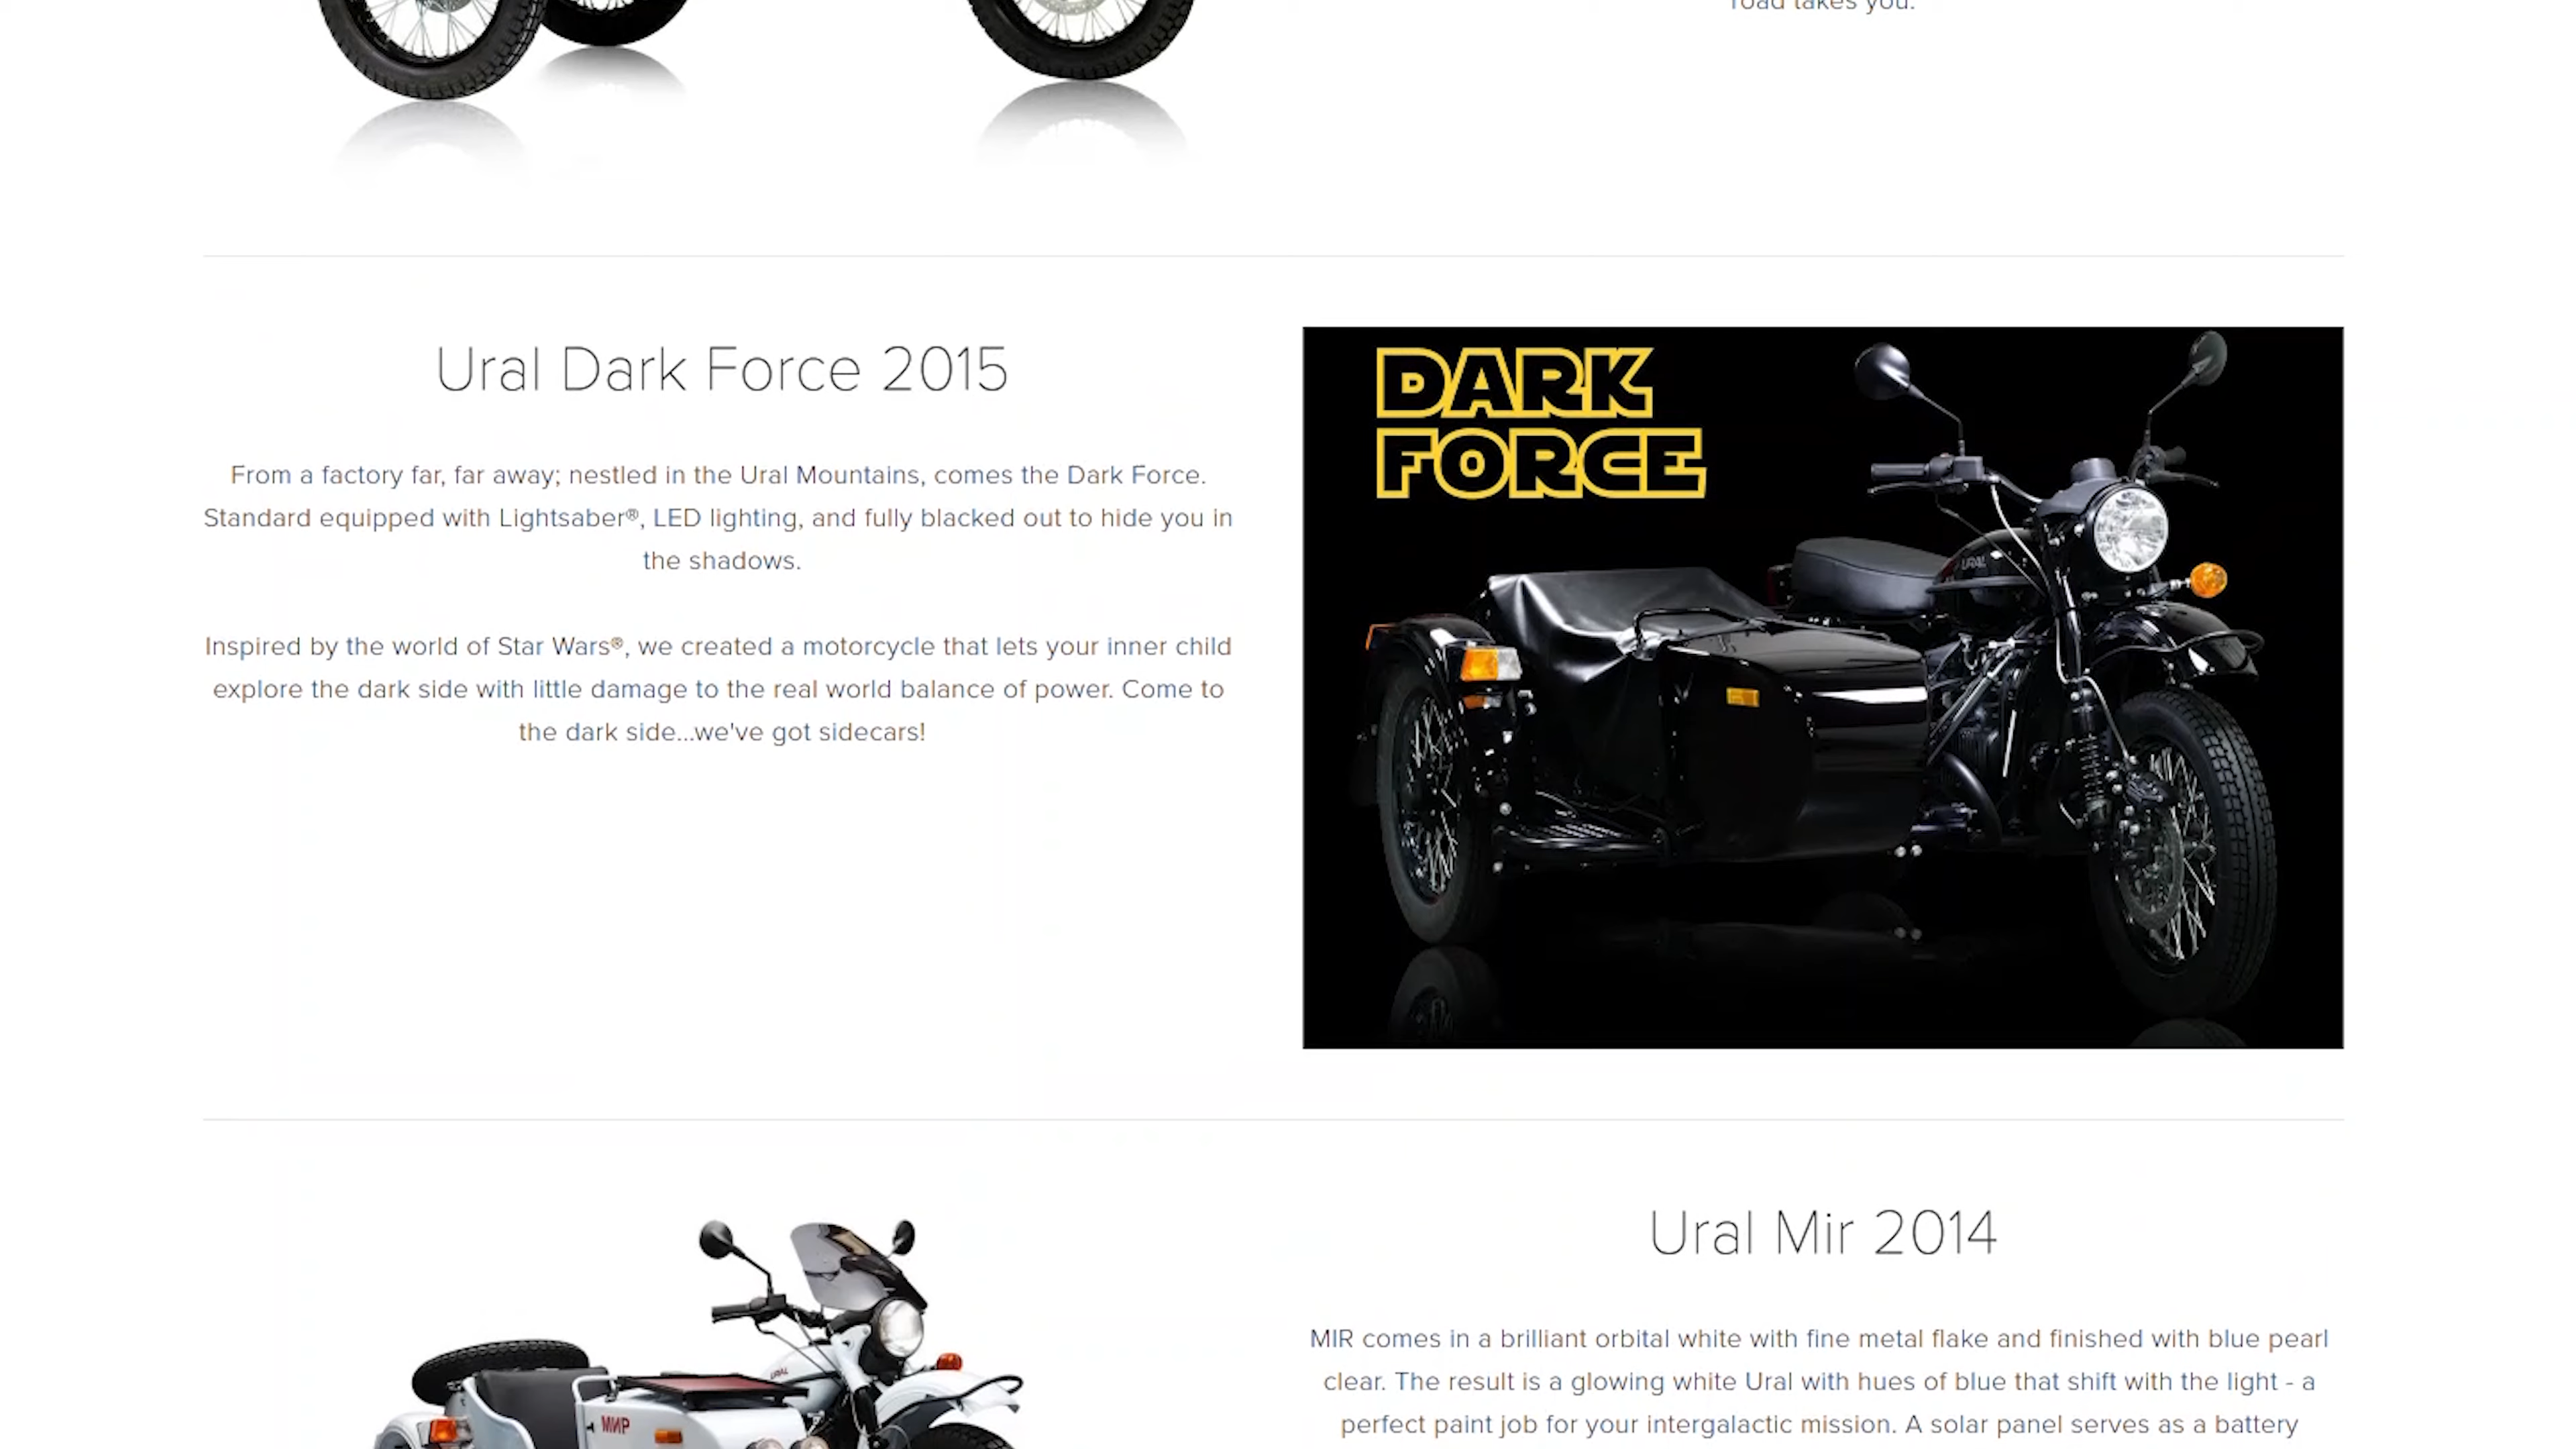 road takes you.
Ural Dark Force 2015
From a factory far, far away; nestled in the Ural Mountains, comes the Dark Force.
Standard equipped with Lightsaber®, LED lighting, and fully blacked out to hide you in
the shadows.
Inspired by the world of Star Wars®, we created a motorcycle that lets your inner child
explore the dark side with little damage to the real world balance of power. Come to
the dark side...we've got sidecars!
DARK
FORCE
URAL
Ural Mir 2014
MIR comes in a brilliant orbital white with fine metal flake and finished with blue pearl
clear. The result is a glowing white Ural with hues of blue that shift with the light - a
perfect paint job for your intergalactic mission. A solar panel serves as a battery
URAL
МИР